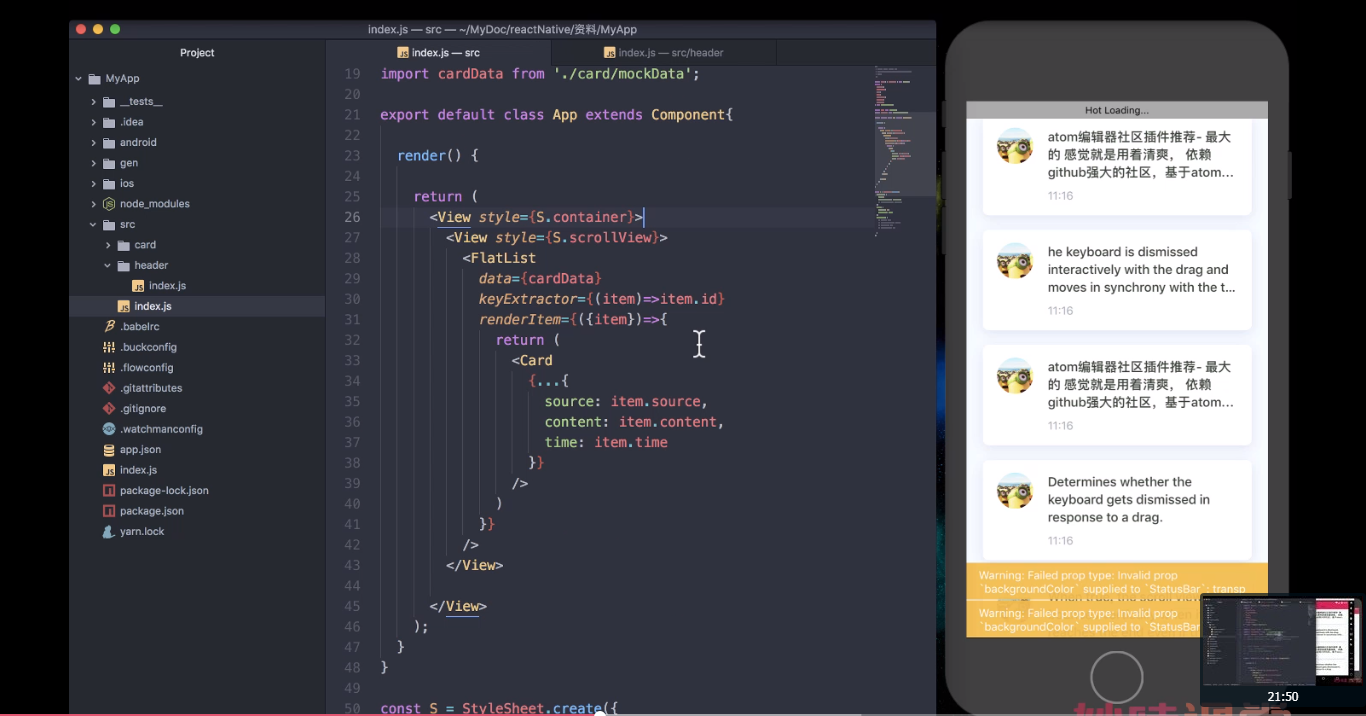 index.js — src — ~/MyDoc/reactNative/资料/MyApp
Project
index.js — src
index.js — src/header
MyApp
__tests__
.idea
android
gen
ios
node_modules
src
card
header
index.js
index.js
.babelrc
.buckconfig
.flowconfig
.gitattributes
.gitignore
.watchmanconfig
app.json
index.js
package-lock.json
package.json
yarn.lock
19 import cardData from './card/mockData';
20
21 export default class App extends Component{
22
23 render() {
24
25 return (
26 <View style={S.container}>
27 <View style={S.scrollView}>
28 <FlatList
29 data={cardData}
30 keyExtractor={(item)=>item.id}
31 renderItem={({item})=>{
32 return (
33 <Card
34 {...{
35 source: item.source,
36 content: item.content,
37 time: item.time
38 }}
39 />
40 )
41 }}
42 />
43 </View>
44
45 </View>
46 );
47 }
48 }
49
50 const S = StyleSheet.create({
Hot Loading...
atom编辑器社区插件推荐- 最大
的 感觉就是用着清爽， 依赖
github强大的社区，基于atom...
11:16
he keyboard is dismissed
interactively with the drag and
moves in synchrony with the t...
11:16
atom编辑器社区插件推荐- 最大
的 感觉就是用着清爽， 依赖
github强大的社区，基于atom...
11:16
Determines whether the
keyboard gets dismissed in
response to a drag.
11:16
Warning: Failed prop type: Invalid prop
`backgroundColor` supplied to `StatusBar`: transp
Warning: Failed prop type: Invalid prop
`backgroundColor` supplied to `StatusBar
21:50